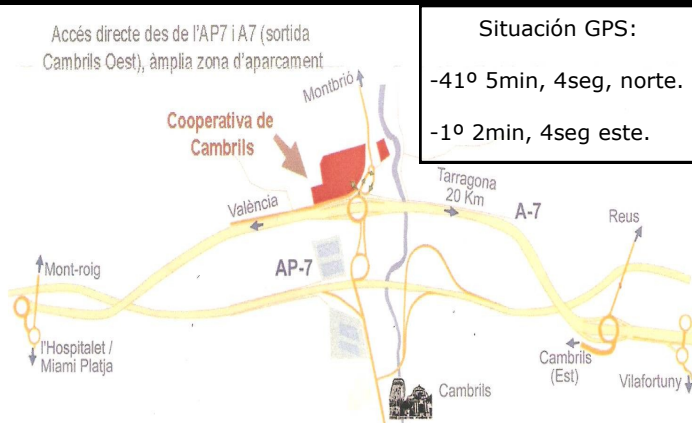 Accés directe des de l'AP7 i A7 (sortida
Cambrils Oest), àmplia zona d'aparcament
Situación GPS:
-41º 5min, 4seg, norte.
-1º 2min, 4seg este.
Montbrió
Cooperativa de
Cambrils
València
Tarragona
20 Km
A-7
Reus
Mont-roig
AP-7
l'Hospitalet /
Miami Platja
Cambrils
Cambrils
(Est)
Vilafortuny